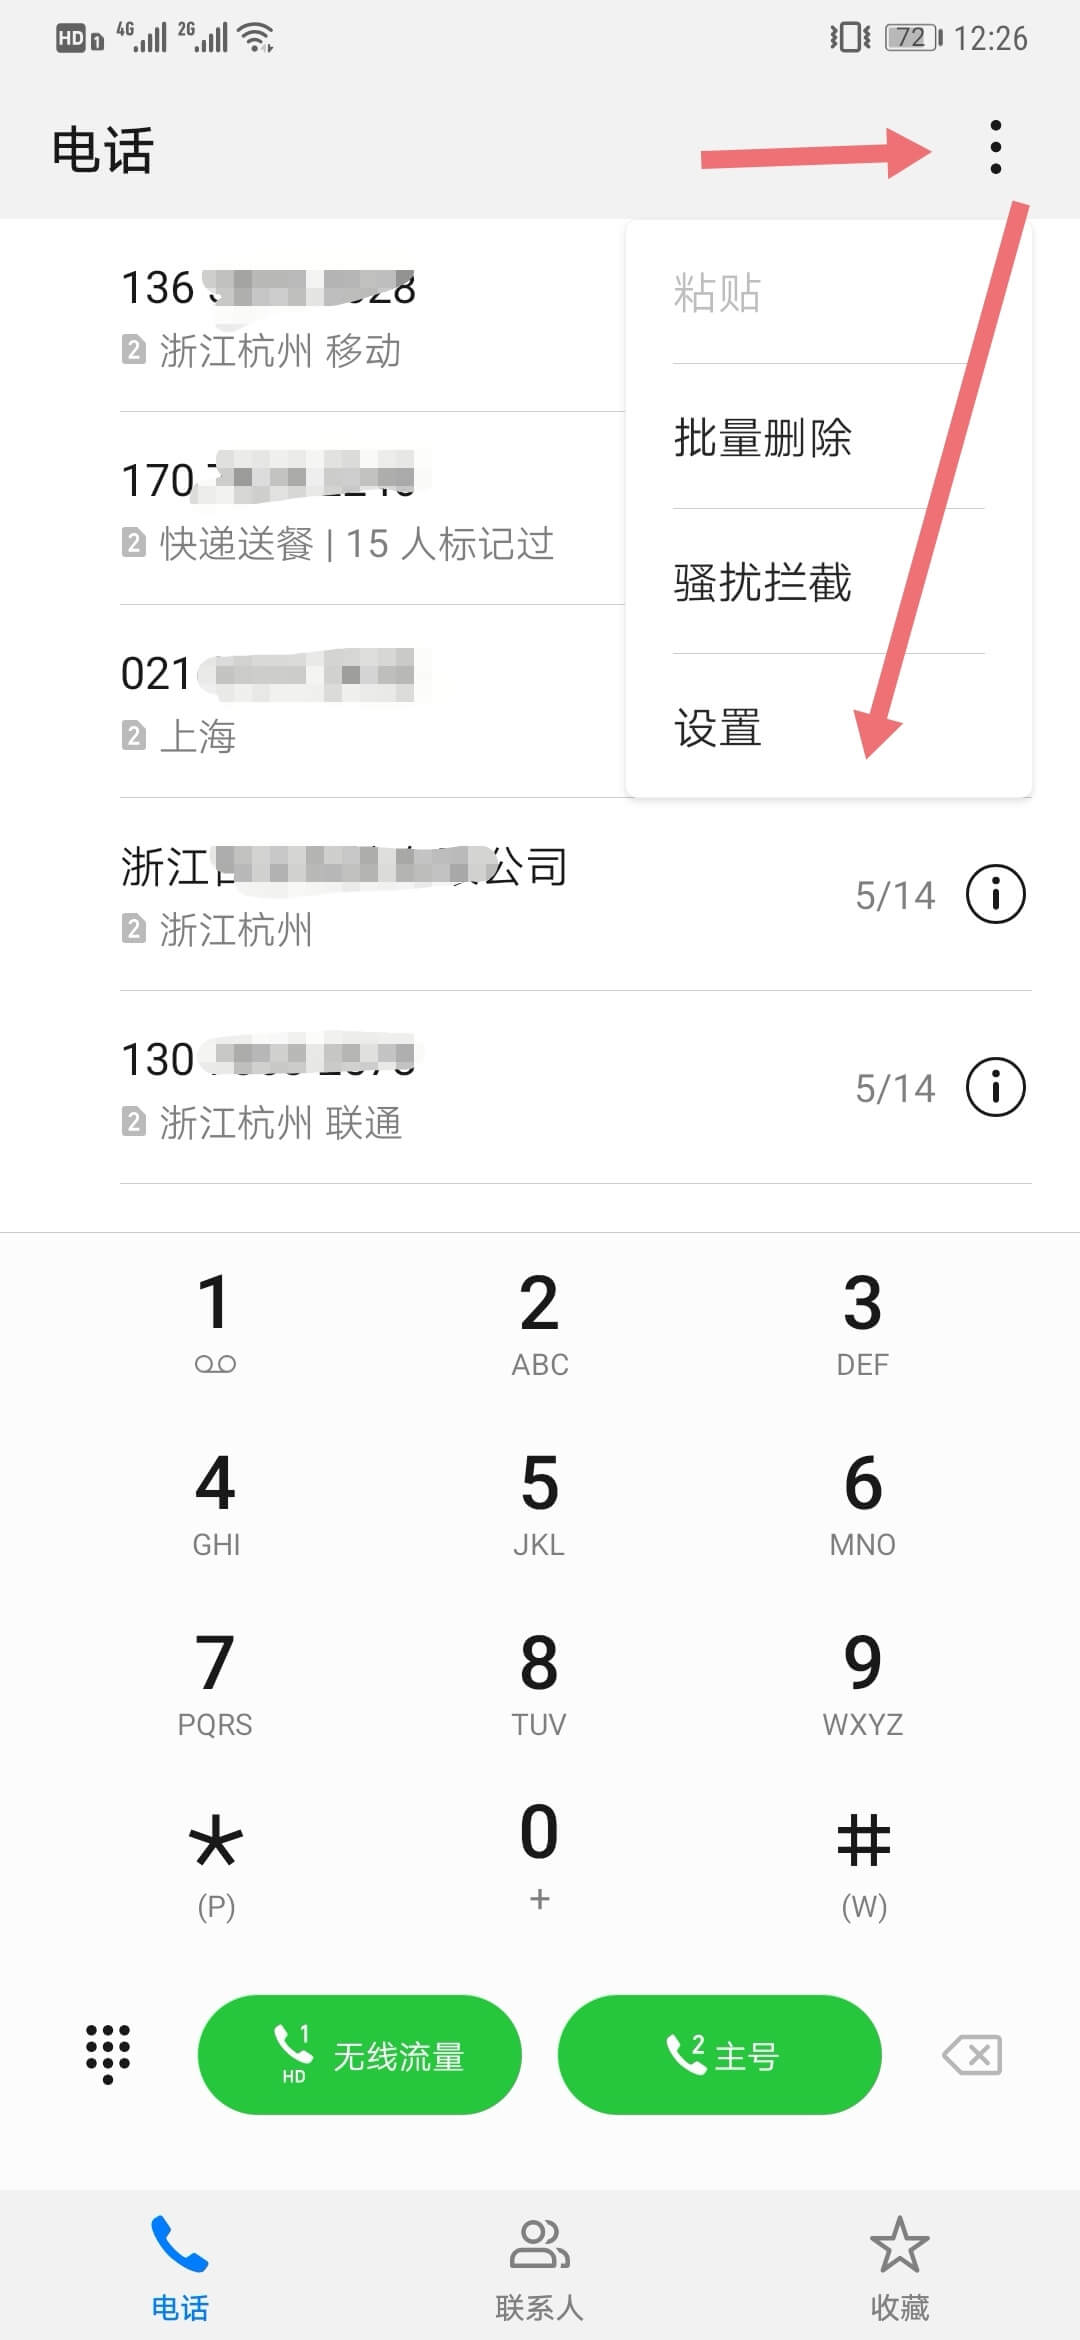 HD 1 4G 2G 72 12:26
电话
粘贴
批量删除
骚扰拦截
设置
136
2 浙江杭州 移动
170
2 快递送餐 | 15 人标记过
021
2 上海
浙江 公司
2 浙江杭州
5/14
130
2 浙江杭州 联通
5/14
1 2 3
ABC DEF
4 5 6
GHI JKL MNO
7 8 9
PQRS TUV WXYZ
* 0 #
(P) + (W)
1 HD 无线流量
2 主号
电话 联系人 收藏